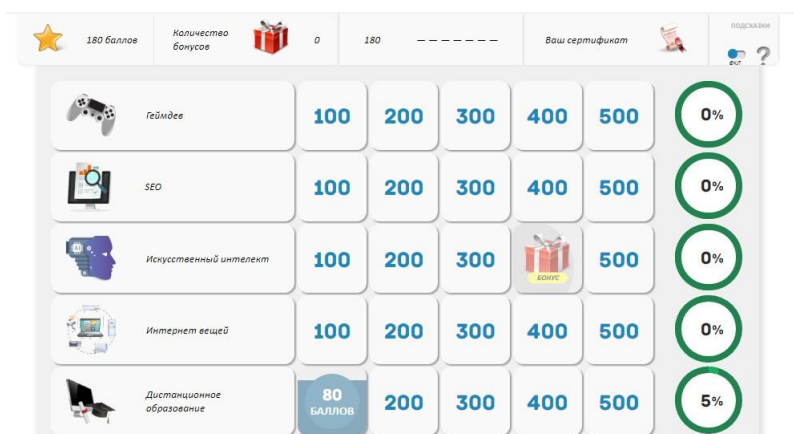 180 баллов
Количество бонусов
0
180
_ _ _ _ _ _ _
Ваш сертификат
ПОДСКАЗКИ
?
Геймдев
100 200 300 400 500 0%
SEO
100 200 300 400 500 0%
AI
Искусственный интелект
100 200 300 БОНУС 500 0%
Интернет вещей
100 200 300 400 500 0%
Дистанционное образование
80 БАЛЛОВ 200 300 400 500 5%